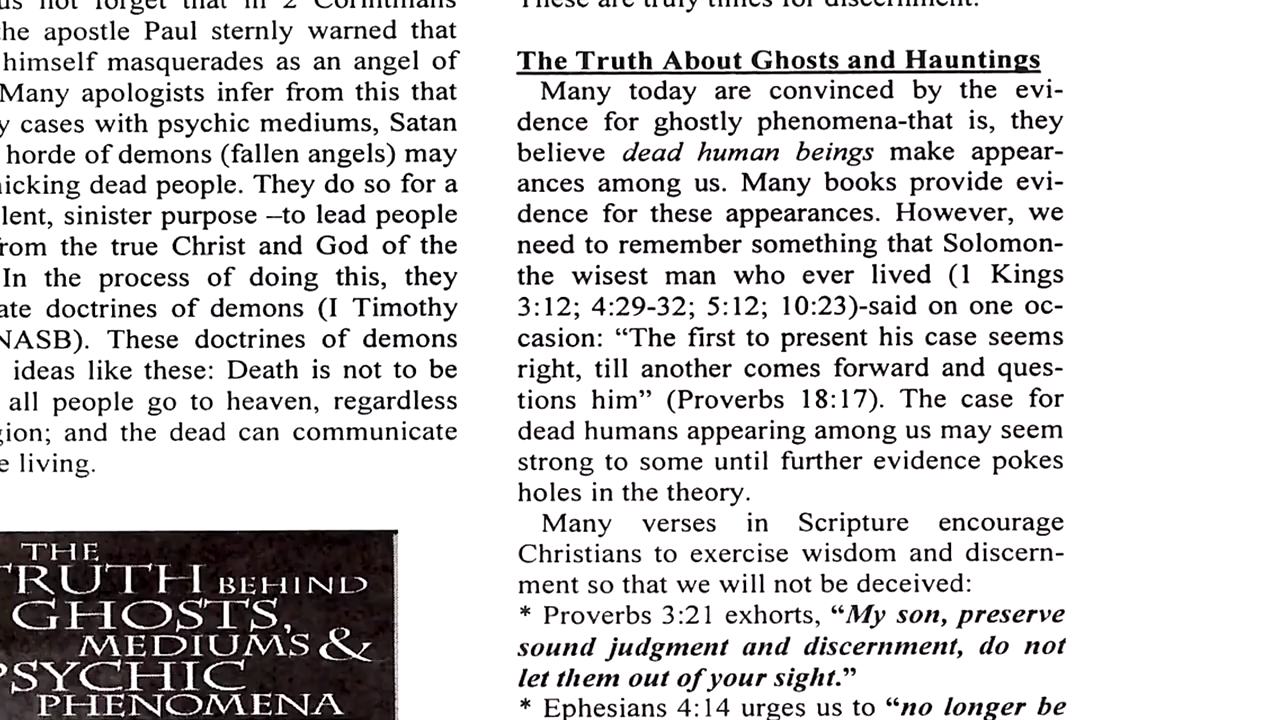 us not forget that in 2 Corinthians
the apostle Paul sternly warned that
himself masquerades as an angel of
Many apologists infer from this that
y cases with psychic mediums, Satan
horde of demons (fallen angels) may
nicking dead people. They do so for a
lent, sinister purpose –to lead people
from the true Christ and God of the
In the process of doing this, they
ate doctrines of demons (I Timothy
NASB). These doctrines of demons
ideas like these: Death is not to be
all people go to heaven, regardless
gion; and the dead can communicate
e living.
THE
TRUTH BEHIND
GHOSTS,
MEDIUMS &
PSYCHIC
PHENOMENA
These are truly times for discernment.
The Truth About Ghosts and Hauntings
Many today are convinced by the evi-
dence for ghostly phenomena-that is, they
believe dead human beings make appear-
ances among us. Many books provide evi-
dence for these appearances. However, we
need to remember something that Solomon-
the wisest man who ever lived (1 Kings
3:12; 4:29-32; 5:12; 10:23)-said on one oc-
casion: “The first to present his case seems
right, till another comes forward and ques-
tions him” (Proverbs 18:17). The case for
dead humans appearing among us may seem
strong to some until further evidence pokes
holes in the theory.
Many verses in Scripture encourage
Christians to exercise wisdom and discern-
ment so that we will not be deceived:
* Proverbs 3:21 exhorts, “My son, preserve
sound judgment and discernment, do not
let them out of your sight.”
* Ephesians 4:14 urges us to “no longer be